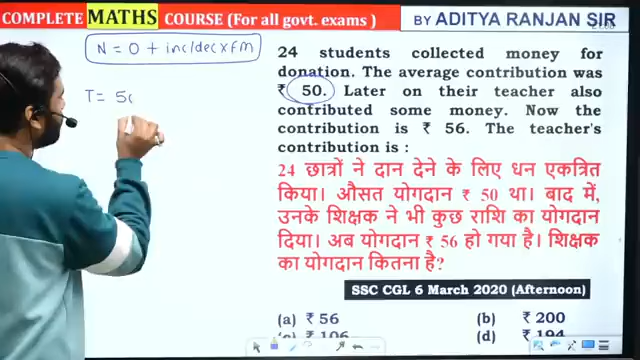 COMPLETE MATHS COURSE (For all govt. exams)
BY ADITYA RANJAN SIR
N = O + inc/dec x FM
T = 50
24 students collected money for
donation. The average contribution was
₹ 50. Later on their teacher also
contributed some money. Now the
contribution is ₹ 56. The teacher's
contribution is :
24 छात्रों ने दान देने के लिए धन एकत्रित
किया। औसत योगदान ₹ 50 था। बाद में,
उनके शिक्षक ने भी कुछ राशि का योगदान
दिया। अब योगदान ₹ 56 हो गया है। शिक्षक
का योगदान कितना है?
SSC CGL 6 March 2020 (Afternoon)
(a) ₹ 56
(b) ₹ 200
(c) ₹ 106
(d) ₹ 194